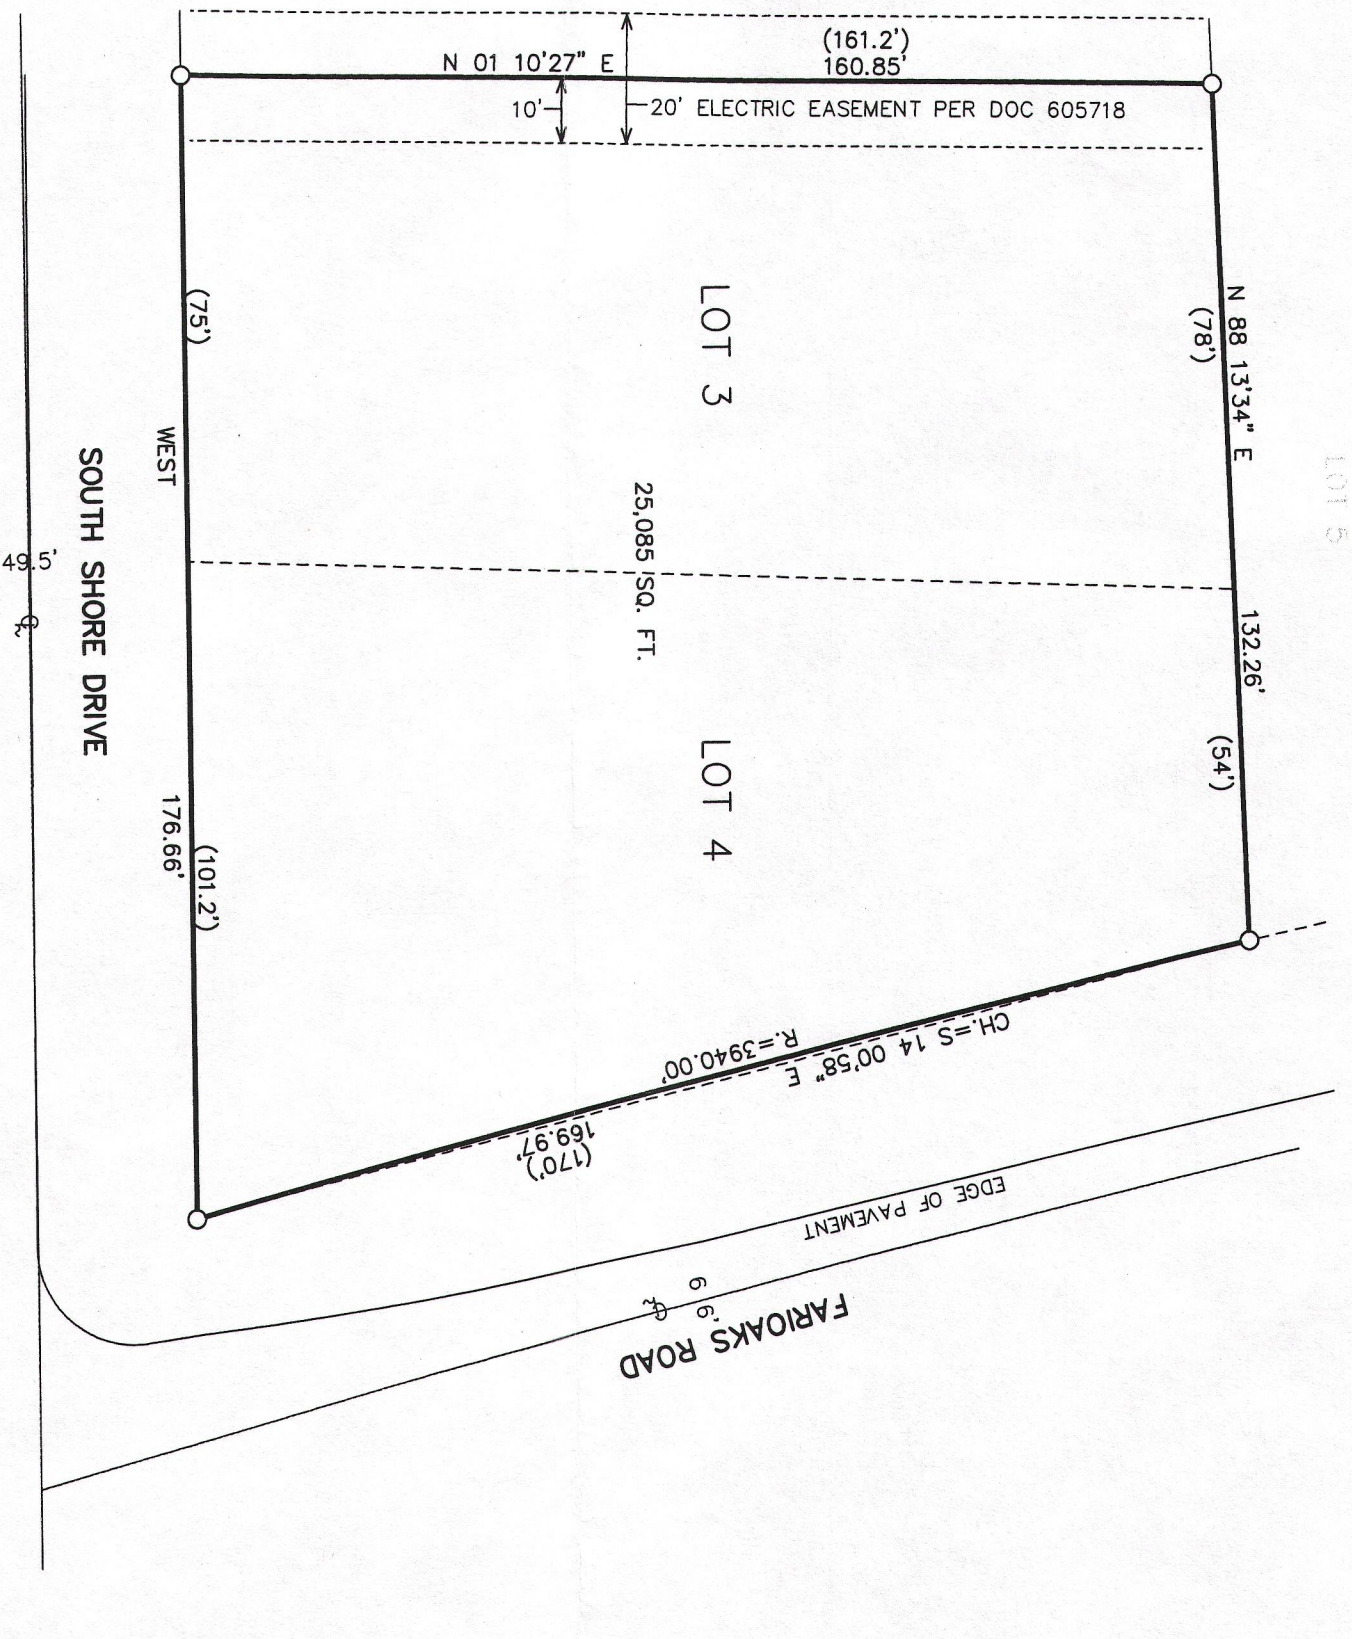 (161.2')
N 01 10'27" E
160.85'
10'
20' ELECTRIC EASEMENT PER DOC 605718
(75')
LOT 3
N 88 13'34" E
(78')
LOT 5
WEST
SOUTH SHORE DRIVE
49.5'
25,085 SQ. FT.
132.26'
LOT 4
(54')
176.66'
(101.2')
CH.=S 14 00'58" E
R.=3940.00'
169.97'
(170')
EDGE OF PAVEMENT
66'
FARIOAKS ROAD